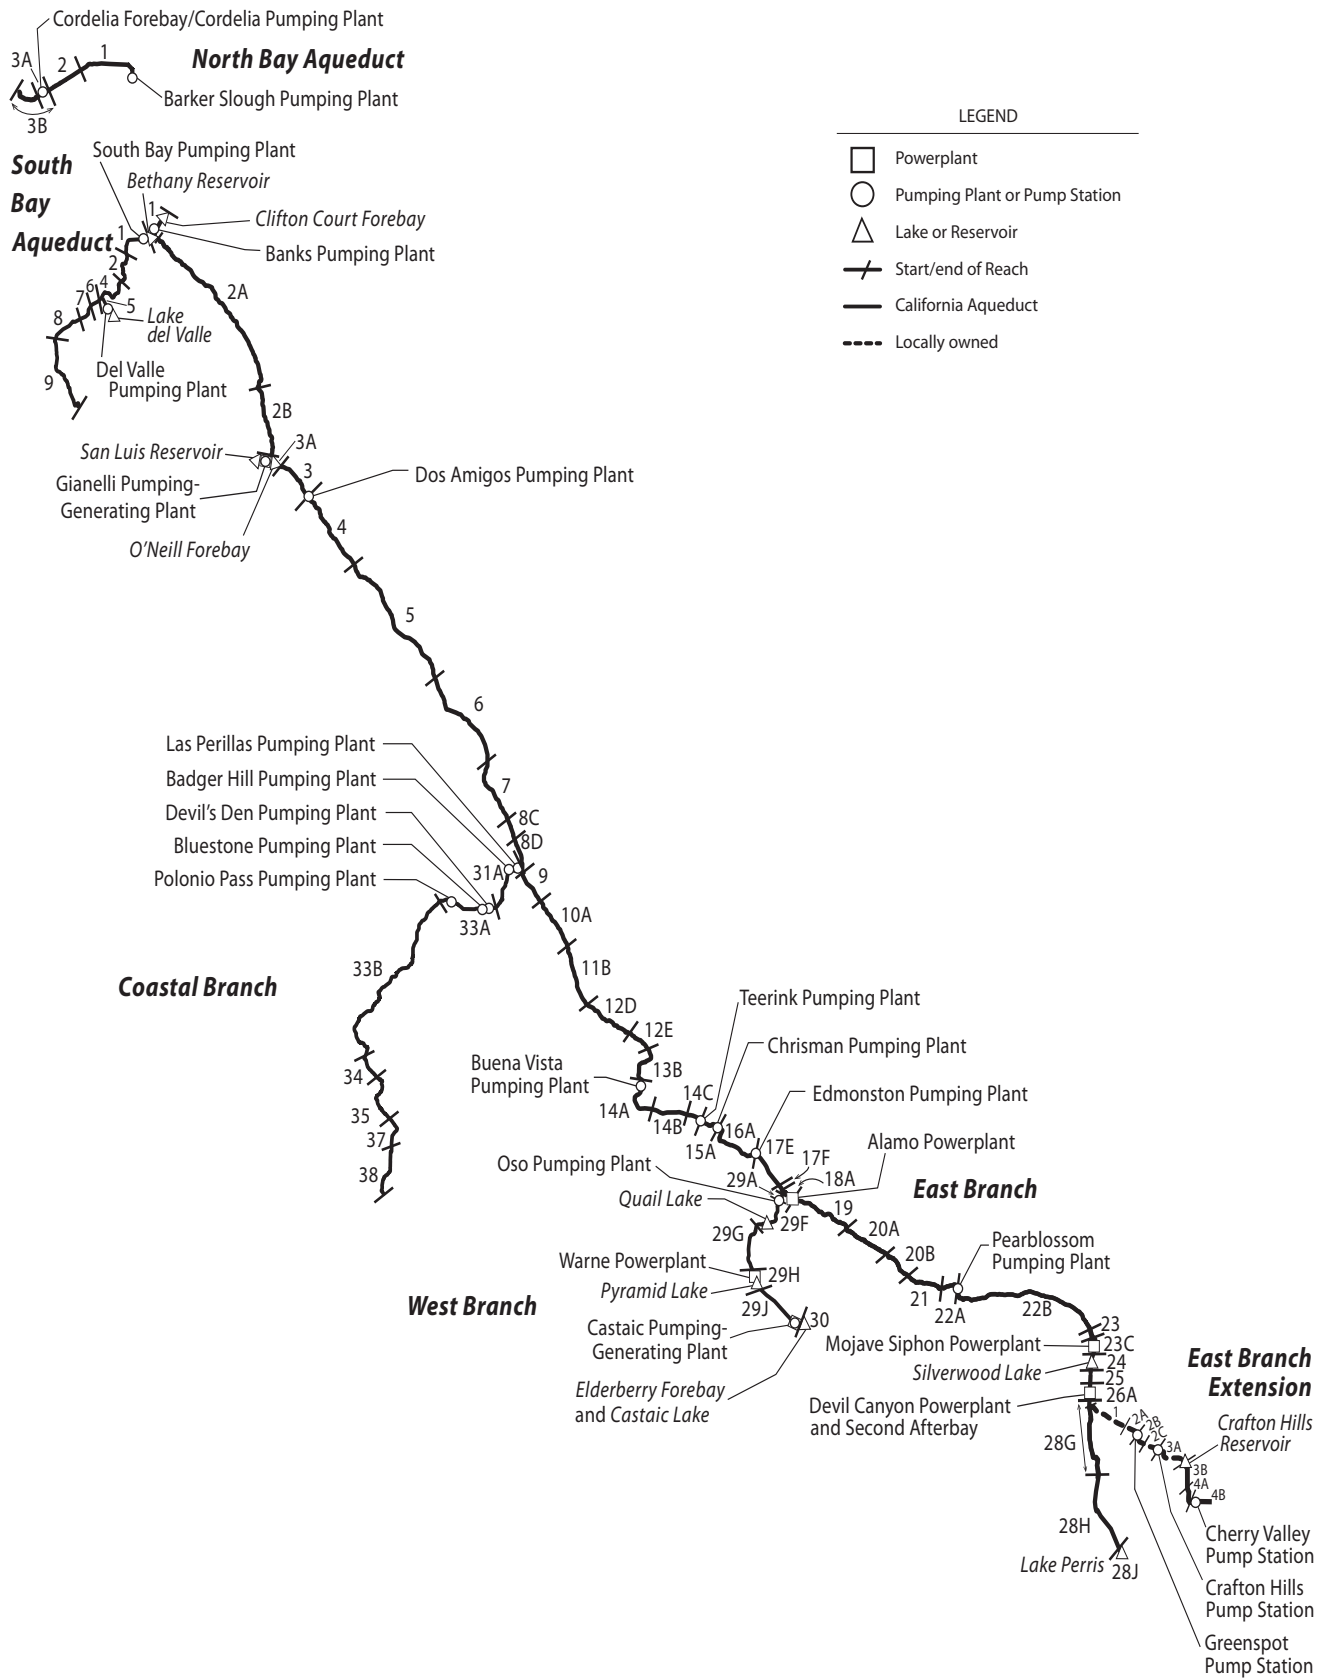 Cordelia Forebay/Cordelia Pumping Plant
North Bay Aqueduct
3A
2
1
Barker Slough Pumping Plant
3B
LEGEND
Powerplant
Pumping Plant or Pump Station
Lake or Reservoir
Start/end of Reach
California Aqueduct
Locally owned
South
Bay
Aqueduct
South Bay Pumping Plant
Bethany Reservoir
1
Clifton Court Forebay
Banks Pumping Plant
1
2
4
6
7
5
8
9
Lake
del Valle
Del Valle
Pumping Plant
2A
2B
San Luis Reservoir
3A
3
Dos Amigos Pumping Plant
Gianelli Pumping-
Generating Plant
O'Neill Forebay
4
5
6
Las Perillas Pumping Plant
Badger Hill Pumping Plant
Devil's Den Pumping Plant
Bluestone Pumping Plant
Polonio Pass Pumping Plant
7
8C
8D
31A
9
33A
10A
Coastal Branch
33B
11B
12D
12E
34
35
37
38
Teerink Pumping Plant
Chrisman Pumping Plant
Buena Vista
Pumping Plant
13B
14A
14B
14C
15A
16A
Edmonston Pumping Plant
17E
Alamo Powerplant
17F
18A
Oso Pumping Plant
29A
East Branch
Quail Lake
29F
29G
19
20A
20B
Pearblossom
Pumping Plant
Warne Powerplant
29H
Pyramid Lake
29J
West Branch
21
22A
22B
Castaic Pumping-
Generating Plant
30
Elderberry Forebay
and Castaic Lake
23
Mojave Siphon Powerplant
23C
Silverwood Lake
24
25
Devil Canyon Powerplant
and Second Afterbay
26A
East Branch
Extension
1
2A
2B
2C
3A
Crafton Hills
Reservoir
3B
4A
4B
28G
28H
Lake Perris
28J
Cherry Valley
Pump Station
Crafton Hills
Pump Station
Greenspot
Pump Station